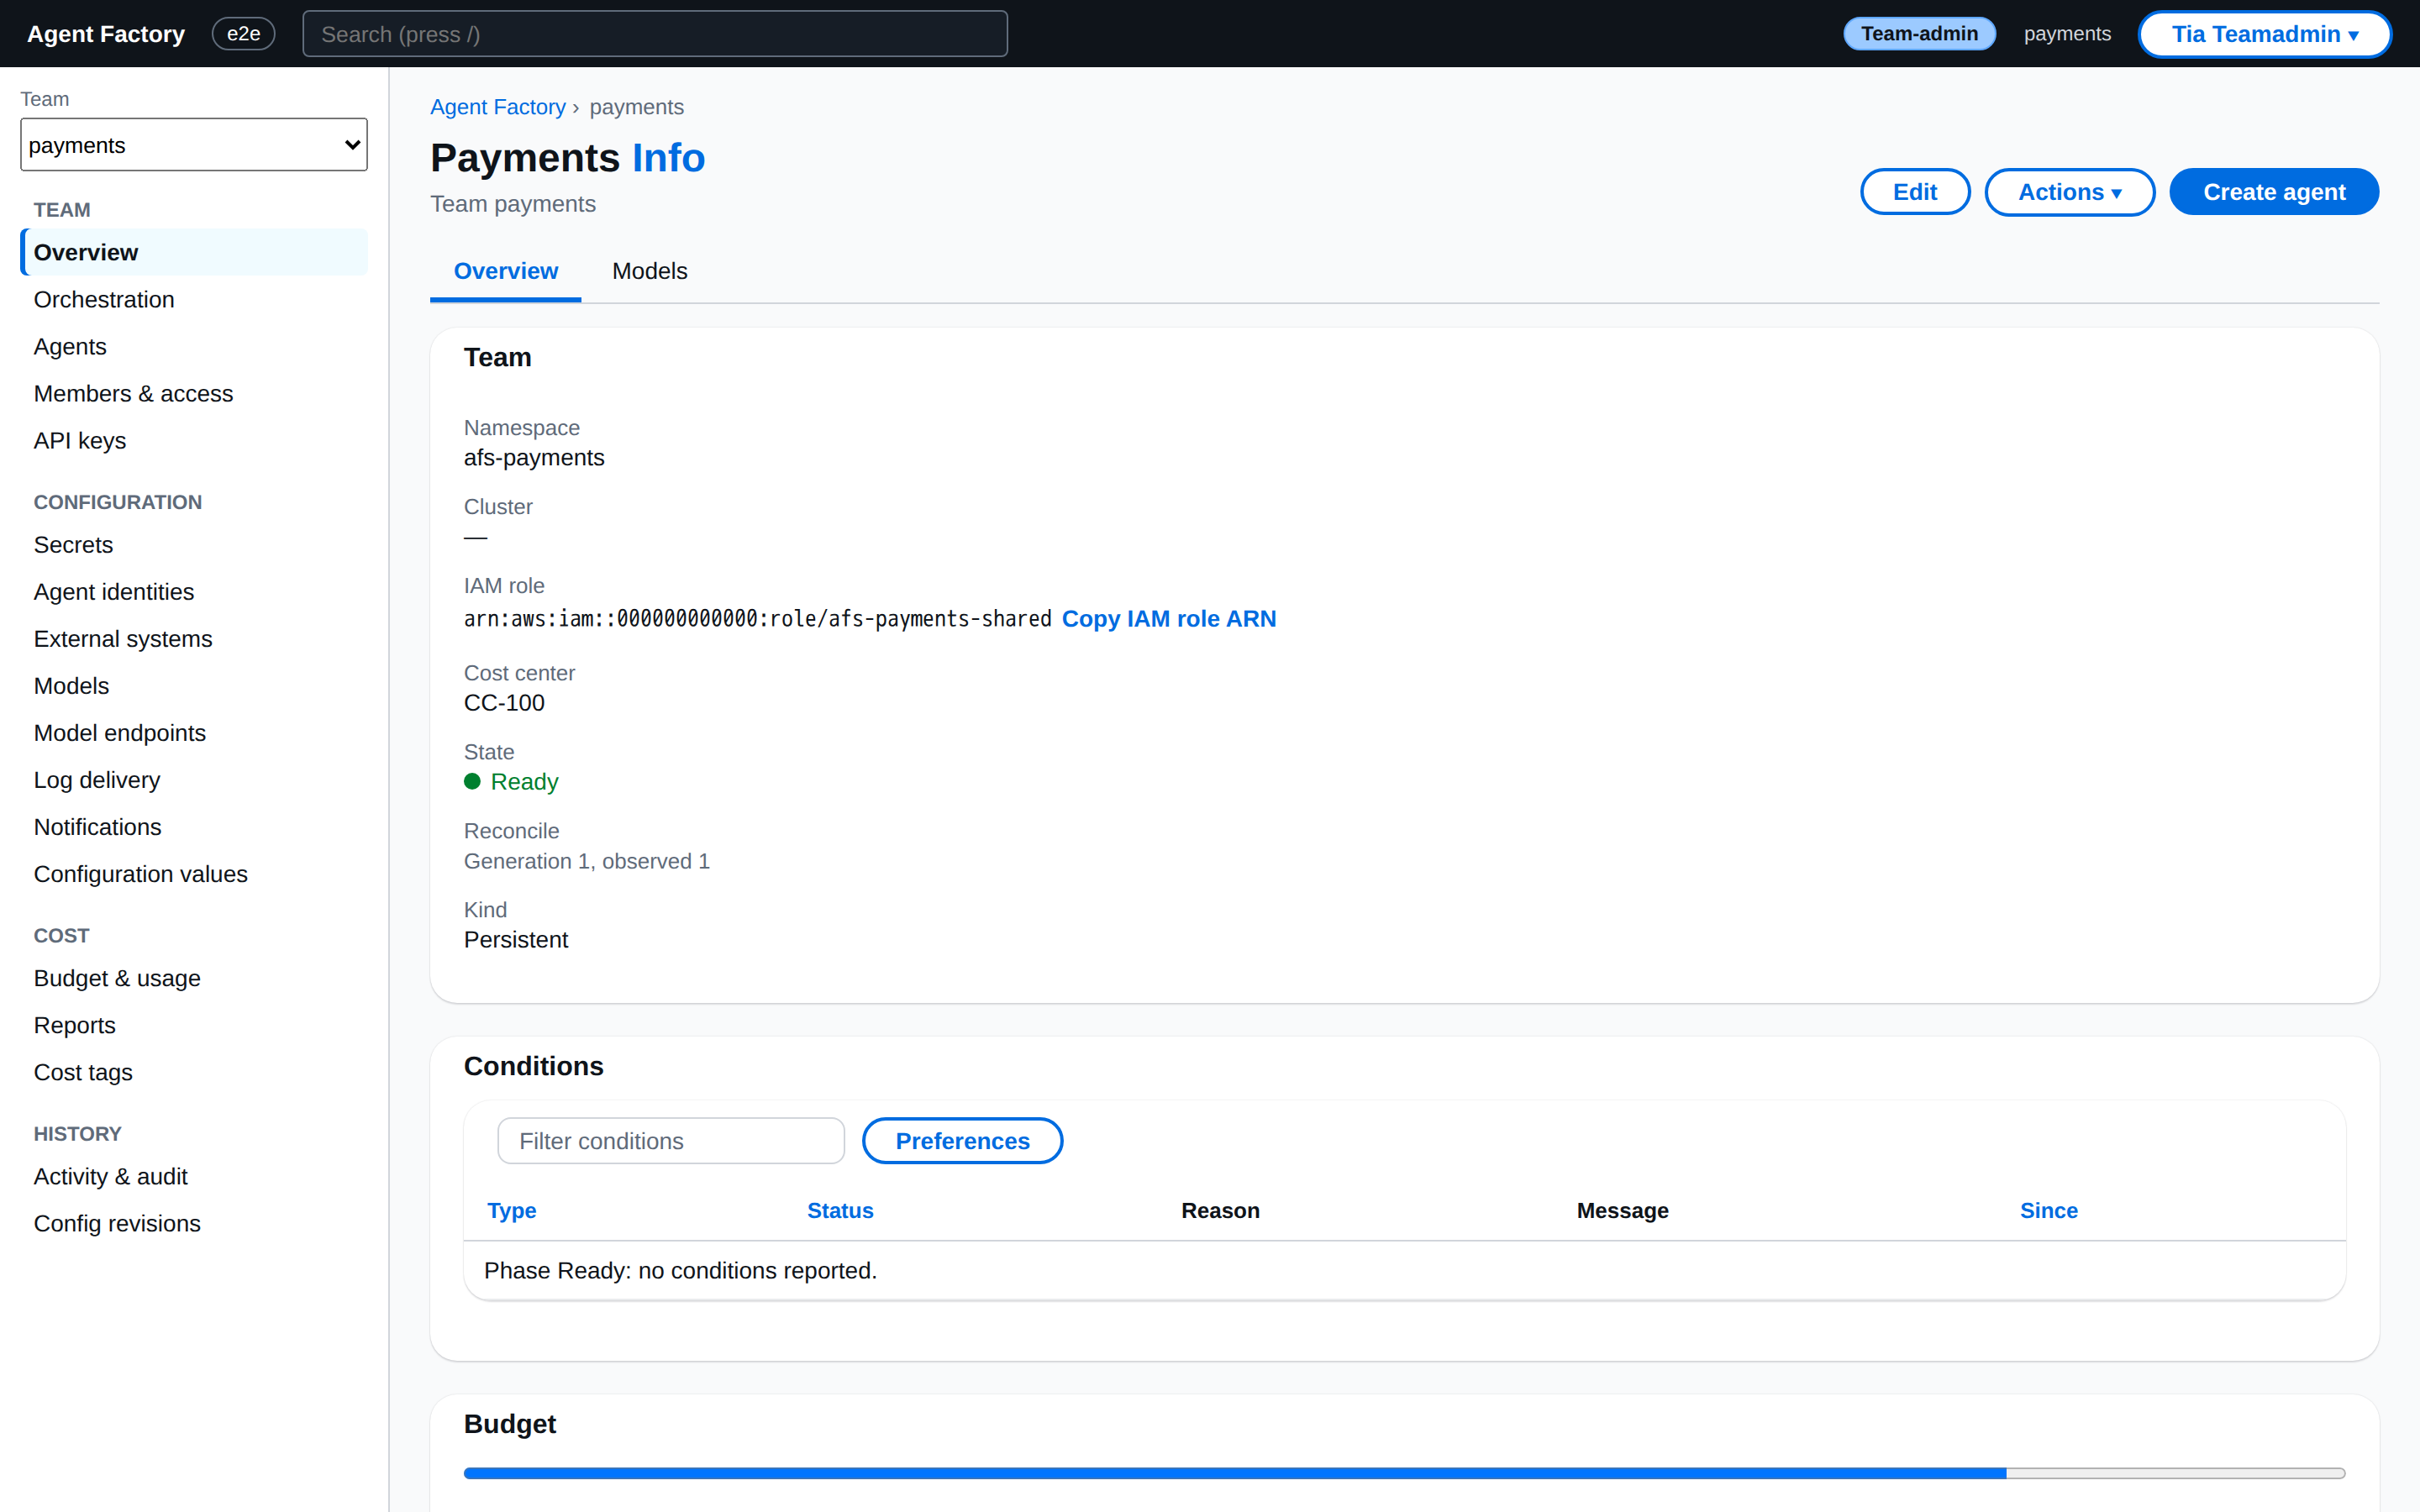 Agent Factory e2e Search (press /) Team-admin payments Tia Teamadmin ▾
Team
payments
TEAM
Overview
Orchestration
Agents
Members & access
API keys
CONFIGURATION
Secrets
Agent identities
External systems
Models
Model endpoints
Log delivery
Notifications
Configuration values
COST
Budget & usage
Reports
Cost tags
HISTORY
Activity & audit
Config revisions
Agent Factory › payments
Payments Info
Team payments
Edit Actions ▾ Create agent
Overview Models
Team
Namespace
afs-payments
Cluster
—
IAM role
arn:aws:iam::000000000000:role/afs-payments-shared Copy IAM role ARN
Cost center
CC-100
State
Ready
Reconcile
Generation 1, observed 1
Kind
Persistent
Conditions
Filter conditions Preferences
Type Status Reason Message Since
Phase Ready: no conditions reported.
Budget